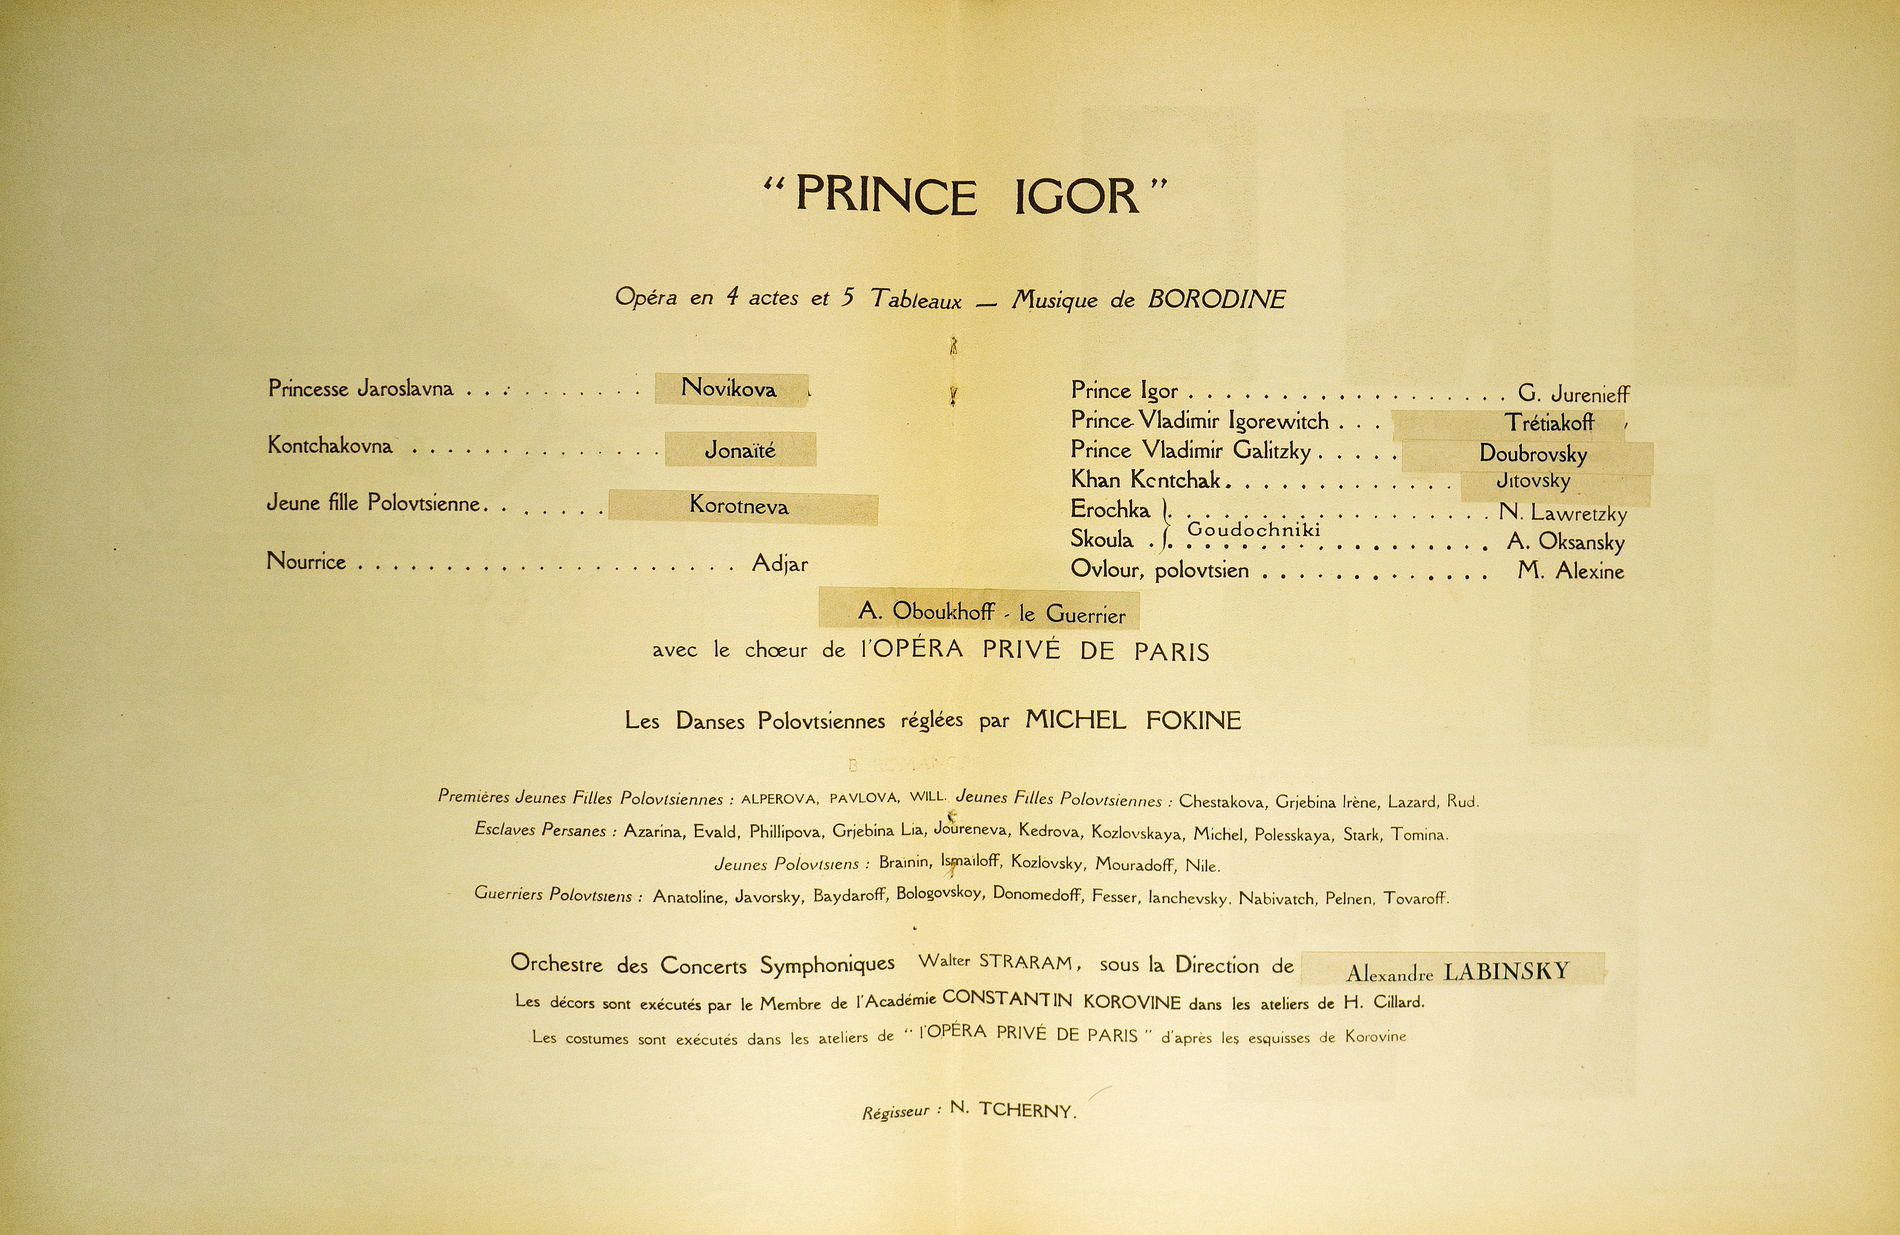 “PRINCE IGOR”
Opéra en 4 actes et 5 Tableaux — Musique de BORODINE
Princesse Jaroslavna . . . . . . . . . . Novikova
Kontchakovna . . . . . . . . . . . . . . Jonaïté
Jeune fille Polovtsienne. . . . . . . . Korotneva
Nourrice . . . . . . . . . . . . . . . . . . . . . . Adjar
Prince Igor . . . . . . . . . . . . . . . . . . G. Jurenieff
Prince Vladimir Igorewitch . . . Trétiakoff
Prince Vladimir Galitzky . . . . . Doubrovsky
Khan Kontchak. . . . . . . . . . . . . . Jitovsky
Erochka }. . . . . . . . . . . . . . . . . . N. Lawretzky
Goudochniki
Skoula . }. . . . . . . . . . . . . . . . . . A. Oksansky
Ovlour, polovtsien . . . . . . . . . . . . . M. Alexine
A. Oboukhoff - le Guerrier
avec le chœur de l'OPÉRA PRIVÉ DE PARIS
Les Danses Polovtsiennes réglées par MICHEL FOKINE
Premières Jeunes Filles Polovtsiennes : ALPEROVA, PAVLOVA, WILL. Jeunes Filles Polovtsiennes : Chestakova, Grjebina Irène, Lazard, Rud.
Esclaves Persanes : Azarina, Evald, Phillipova, Grjebina Lia, Joureneva, Kedrova, Kozlovskaya, Michel, Polesskaya, Stark, Tomina.
Jeunes Polovtsiens : Brainin, Ismailoff, Kozlovsky, Mouradoff, Nile.
Guerriers Polovtsiens : Anatoline, Javorsky, Baydaroff, Bologovskoy, Donomedoff, Fesser, Ianchevsky. Nabivatch, Pelnen, Tovaroff.
Orchestre des Concerts Symphoniques Walter STRARAM, sous la Direction de Alexandre LABINSKY
Les décors sont exécutés par le Membre de l'Académie CONSTANTIN KOROVINE dans les ateliers de H. Cillard.
Les costumes sont exécutés dans les ateliers de “l'OPÉRA PRIVÉ DE PARIS” d'après les esquisses de Korovine
Régisseur : N. TCHERNY.